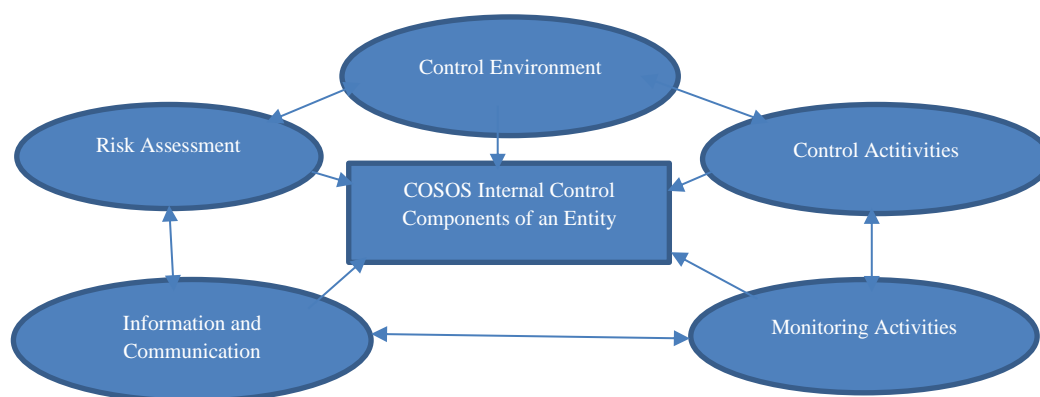 Control Environment
Risk Assessment
Control Actitivities
COSOS Internal Control
Components of an Entity
Information and
Communication
Monitoring Activities